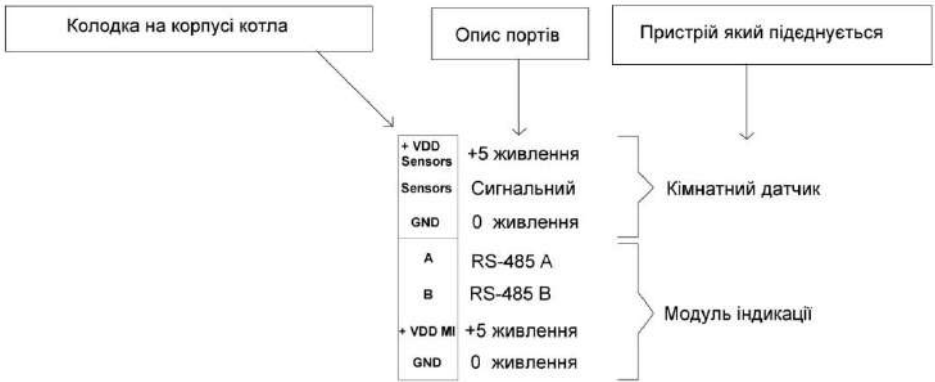 Колодка на корпусі котла
Опис портів
Пристрій який підєднується
+ VDD
Sensors
+5 живлення
Sensors
Сигнальний
GND
0 живлення
Кімнатний датчик
A
RS-485 A
B
RS-485 B
+ VDD MI
+5 живлення
GND
0 живлення
Модуль індикації